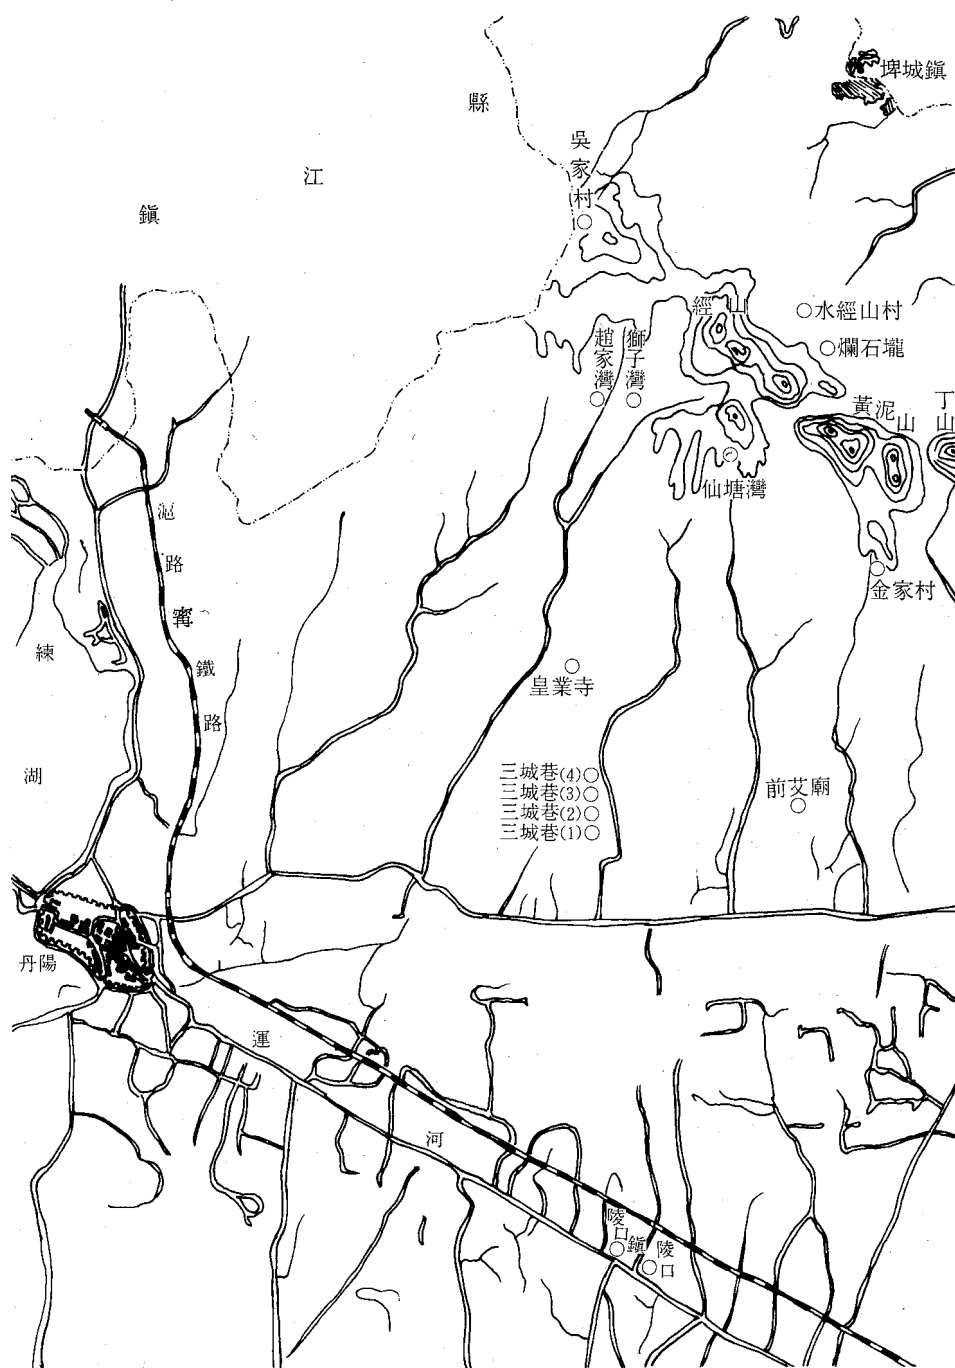 埤城鎮
縣
江
鎮
吳家村
經山
水經山村
爛石壠
趙家灣
獅子灣
黃泥山
丁山
仙塘灣
金家村
滬
路
寗
鐵
路
練
湖
皇業寺
三城巷(4)
三城巷(3)
三城巷(2)
三城巷(1)
前艾廟
丹陽
運
河
陵口鎮
陵口